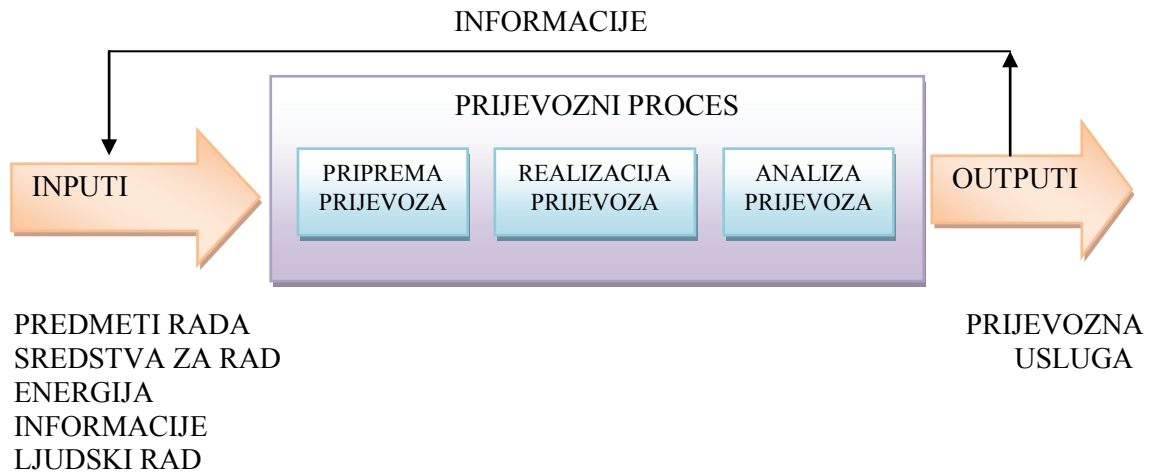 INFORMACIJE
PRIJEVOZNI PROCES
INPUTI
PRIPREMA
PRIJEVOZA
REALIZACIJA
PRIJEVOZA
ANALIZA
PRIJEVOZA
OUTPUTI
PREDMETI RADA
SREDSTVA ZA RAD
ENERGIJA
INFORMACIJE
LJUDSKI RAD
PRIJEVOZNA
USLUGA